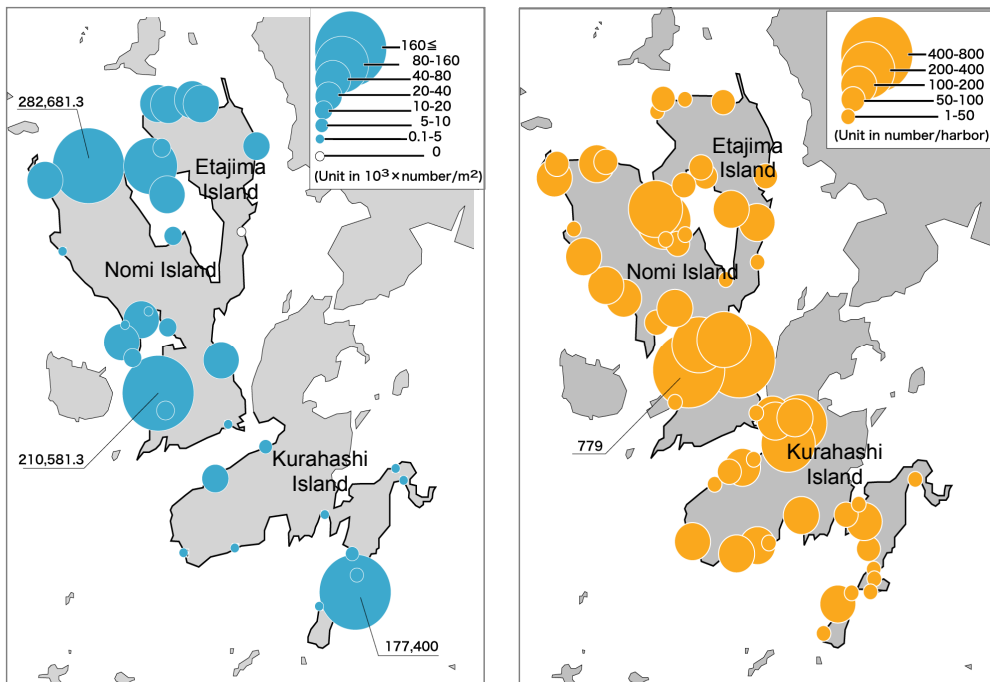 160≦
80-160
40-80
20-40
10-20
5-10
0.1-5
0
(Unit in 10³×number/m²)
282,681.3
Etajima
Island
Nomi Island
210,581.3
Kurahashi
Island
177,400
400-800
200-400
100-200
50-100
1-50
(Unit in number/harbor)
Etajima
Island
Nomi Island
779
Kurahashi
Island